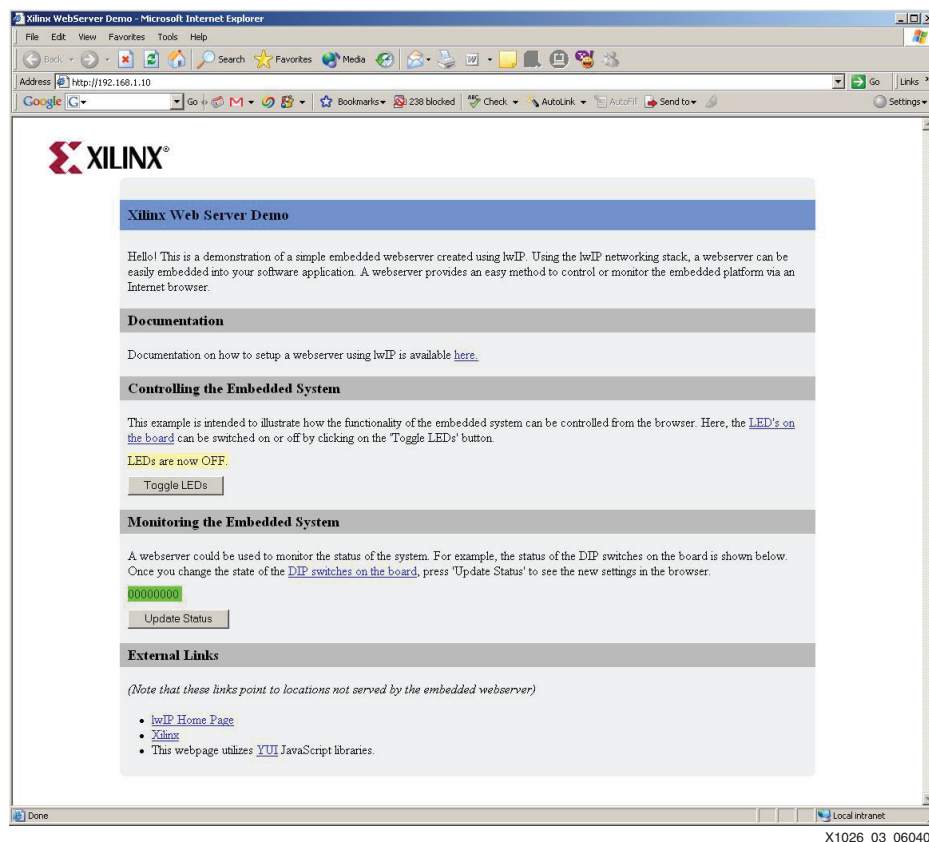 Xilinx WebServer Demo - Microsoft Internet Explorer
File Edit View Favorites Tools Help
Back Search Favorites Media
Address http://192.168.1.10 Go Links
Google G Go Bookmarks 238 blocked Check AutoLink AutoFill Send to Settings
XILINX®
Xilinx Web Server Demo
Hello! This is a demonstration of a simple embedded webserver created using lwIP. Using the lwIP networking stack, a webserver can be
easily embedded into your software application. A webserver provides an easy method to control or monitor the embedded platform via an
Internet browser.
Documentation
Documentation on how to setup a webserver using lwIP is available here.
Controlling the Embedded System
This example is intended to illustrate how the functionality of the embedded system can be controlled from the browser. Here, the LED's on
the board can be switched on or off by clicking on the 'Toggle LEDs' button.
LEDs are now OFF.
Toggle LEDs
Monitoring the Embedded System
A webserver could be used to monitor the status of the system. For example, the status of the DIP switches on the board is shown below.
Once you change the state of the DIP switches on the board, press 'Update Status' to see the new settings in the browser.
00000000
Update Status
External Links
(Note that these links point to locations not served by the embedded webserver)
• lwIP Home Page
• Xilinx
• This webpage utilizes YUI JavaScript libraries.
Done Local intranet
X1026_03_06040